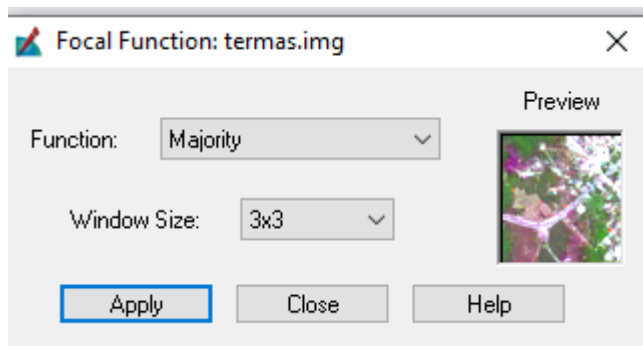 Focal Function: termas.img
Preview
Function: Majority
Window Size: 3x3
Apply Close Help